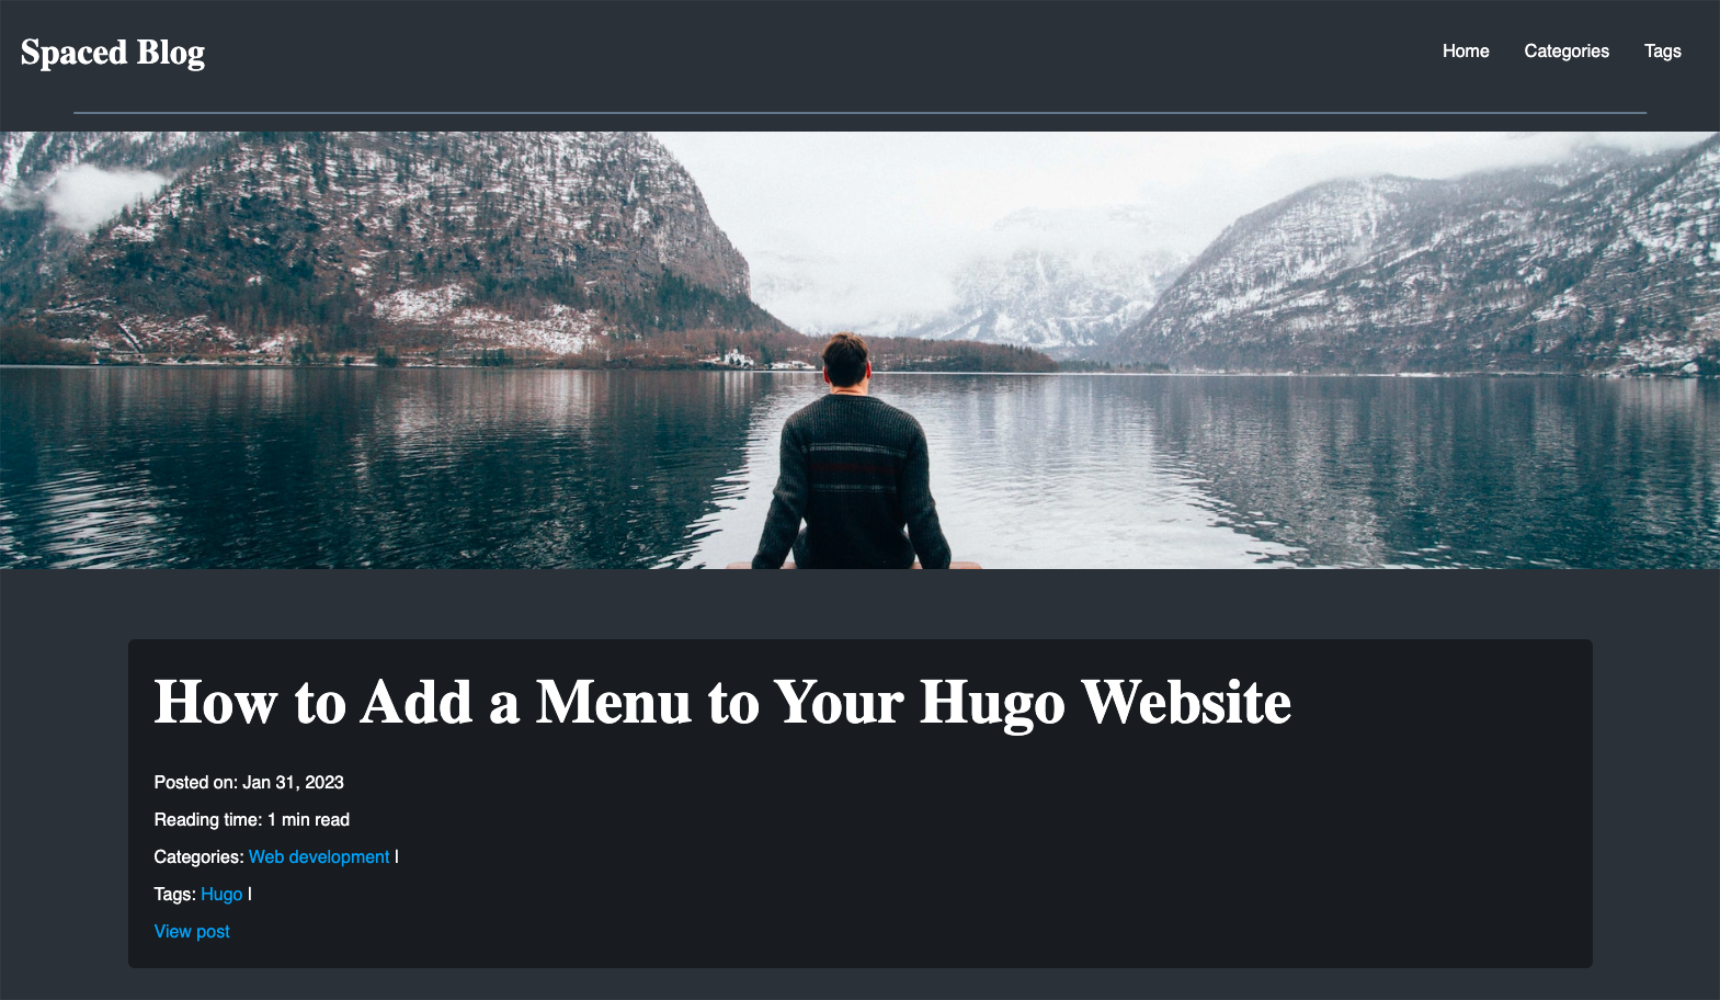 Spaced Blog
Home Categories Tags
How to Add a Menu to Your Hugo Website
Posted on: Jan 31, 2023
Reading time: 1 min read
Categories: Web development |
Tags: Hugo |
View post